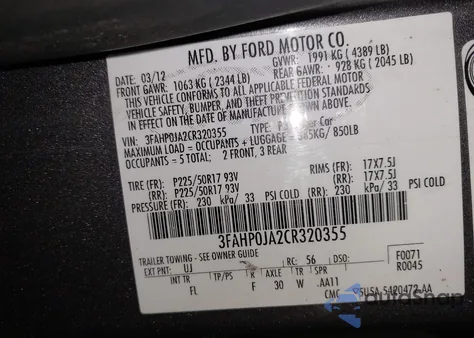 MFD. BY FORD MOTOR CO.
DATE: 03/12 GVWR: 1991 KG ( 4389 LB)
FRONT GAWR: 1063 KG ( 2344 LB) REAR GAWR: 928 KG ( 2045 LB)
THIS VEHICLE CONFORMS TO ALL APPLICABLE FEDERAL MOTOR
VEHICLE SAFETY, BUMPER, AND THEFT PREVENTION STANDARDS
IN EFFECT ON THE DATE OF MANUFACTURE SHOWN ABOVE.
VIN: 3FAHP0JA2CR320355 TYPE:
MAXIMUM LOAD = OCCUPANTS + LUGGAGE = 385KG/ 850LB
OCCUPANTS = 5 TOTAL: 2 FRONT, 3 REAR
TIRE (FR): P225/50R17 93V RIMS (FR): 17X7.5J
(RR): P225/50R17 93V (RR): 17X7.5J
PRESSURE (FR): 230 kPa/ 33 PSI COLD (RR): 230 kPa/ 33 PSI COLD
3FAHP0JA2CR320355
TRAILER TOWING - SEE OWNER GUIDE F0071
EXT PNT: UJ RC: 56 DSO: R0045
INT TR TP/PS R AXLE TR SPR
FL F 30 W AA11
autosnap